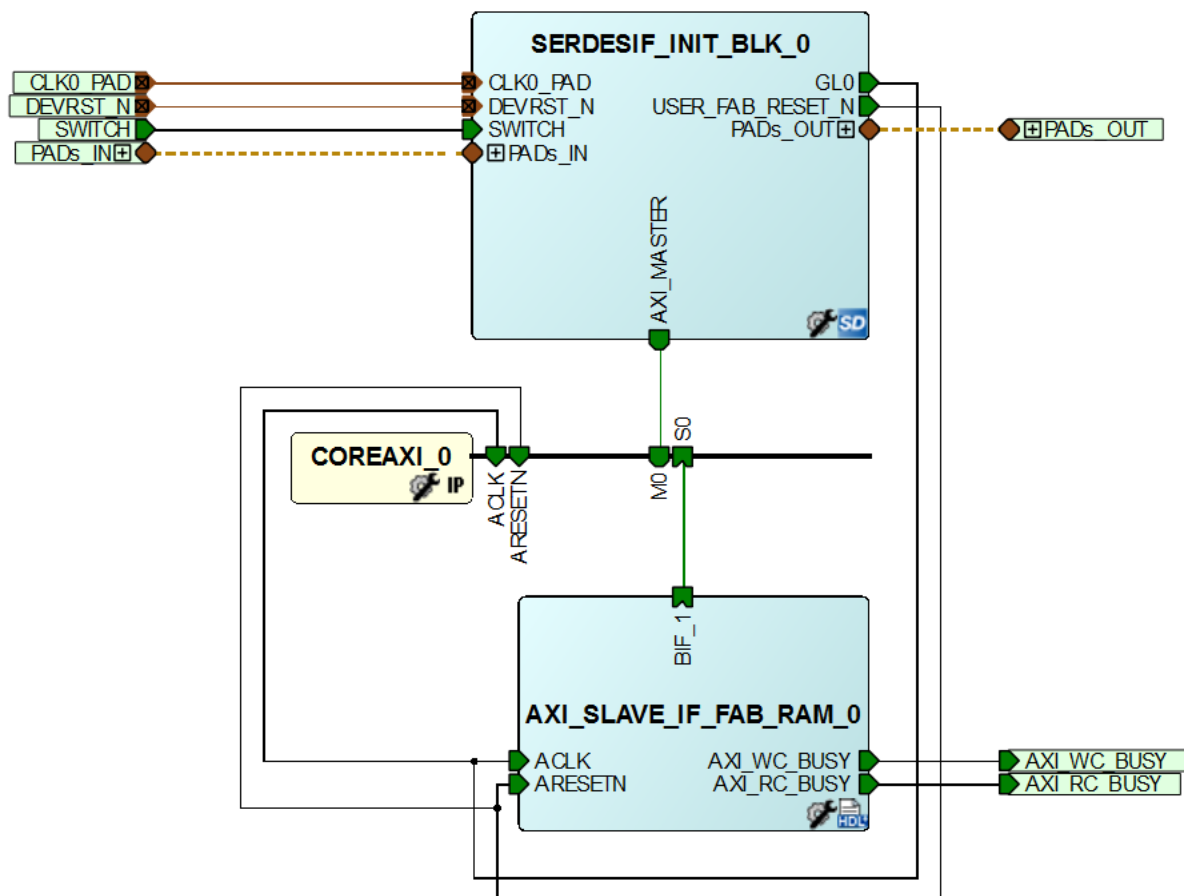 SERDESIF_INIT_BLK_0
CLK0_PAD
DEVRST_N
SWITCH
PADs_IN
CLK0_PAD
DEVRST_N
SWITCH
PADs_IN
GL0
USER_FAB_RESET_N
PADs_OUT
PADs_OUT
AXI_MASTER
SD
COREAXI_0
IP
ACLK
ARESETN
M0
S0
BIF_1
AXI_SLAVE_IF_FAB_RAM_0
ACLK
ARESETN
AXI_WC_BUSY
AXI_RC_BUSY
HDL+
AXI_WC_BUSY
AXI_RC_BUSY